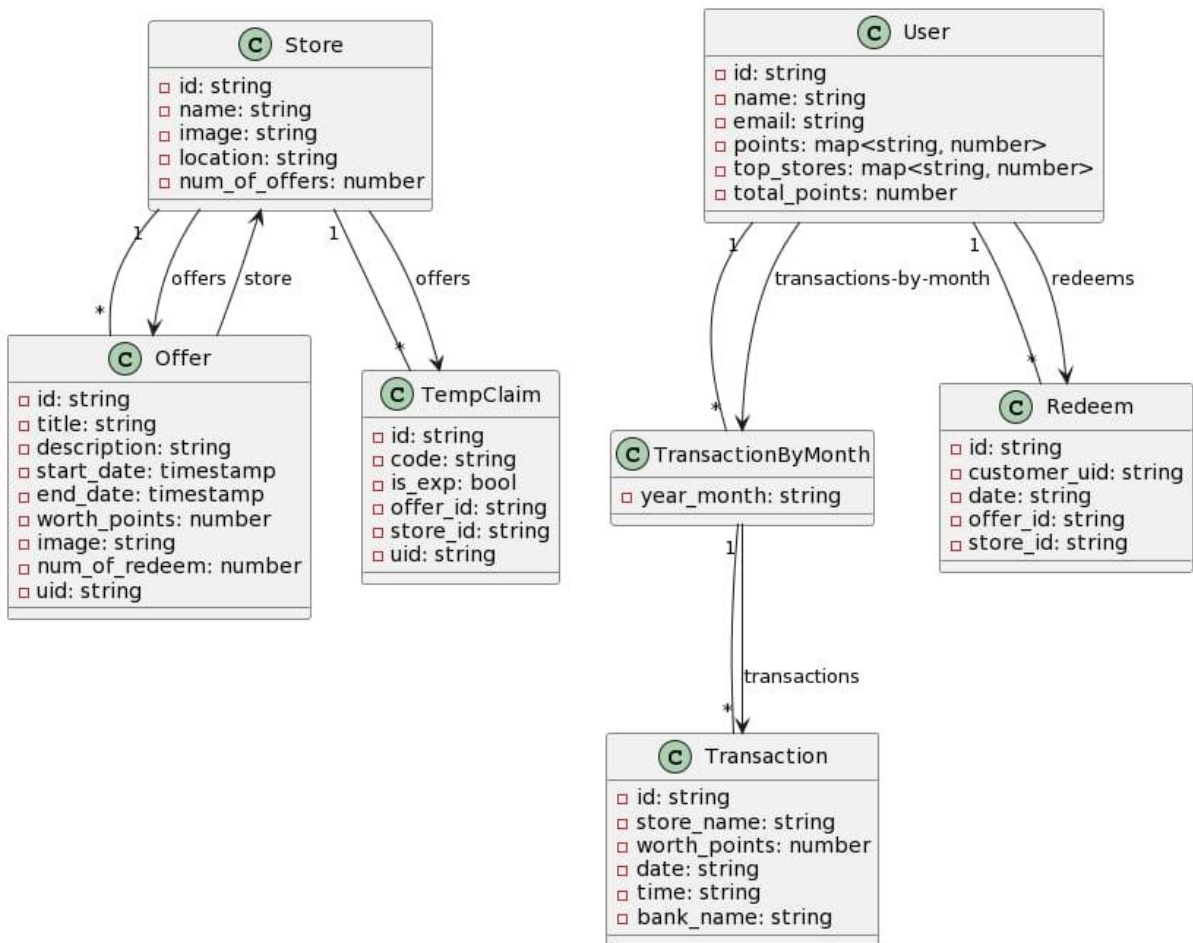 C Store
id: string
name: string
image: string
location: string
num_of_offers: number
C User
id: string
name: string
email: string
points: map<string, number>
top_stores: map<string, number>
total_points: number
1
offers
store
*
1
offers
*
1
transactions-by-month
*
1
redeems
*
C Offer
id: string
title: string
description: string
start_date: timestamp
end_date: timestamp
worth_points: number
image: string
num_of_redeem: number
uid: string
C TempClaim
id: string
code: string
is_exp: bool
offer_id: string
store_id: string
uid: string
C TransactionByMonth
year_month: string
C Redeem
id: string
customer_uid: string
date: string
offer_id: string
store_id: string
1
transactions
*
C Transaction
id: string
store_name: string
worth_points: number
date: string
time: string
bank_name: string